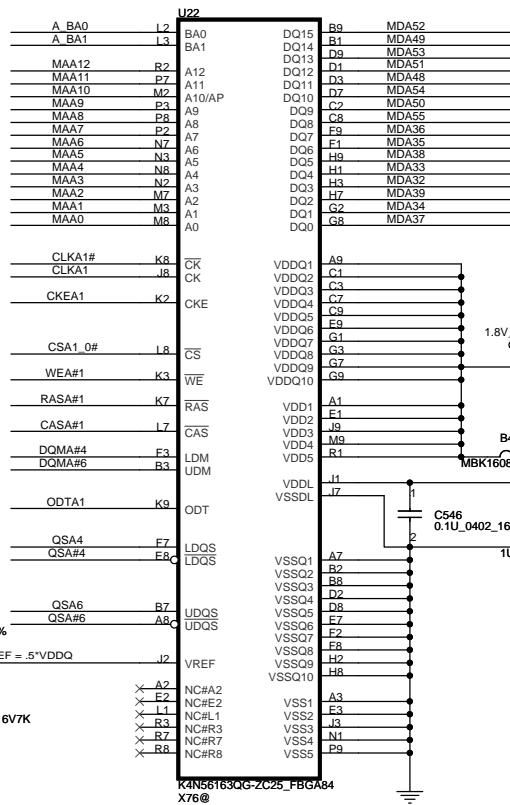 U22
A_BA0 L2 BA0 DQ15 B9 MDA52
A_BA1 L3 BA1 DQ14 B1 MDA49
DQ13 D9 MDA53
MAA12 R2 A12 DQ12 D1 MDA51
MAA11 P7 A11 DQ11 D3 MDA48
MAA10 M2 A10/AP DQ10 D7 MDA54
MAA9 P3 A9 DQ9 C2 MDA50
MAA8 P8 A8 DQ8 C8 MDA55
MAA7 P2 A7 DQ7 F9 MDA36
MAA6 N7 A6 DQ6 F1 MDA35
MAA5 N3 A5 DQ5 H9 MDA38
MAA4 N8 A4 DQ4 H1 MDA33
MAA3 N2 A3 DQ3 H3 MDA32
MAA2 M7 A2 DQ2 H7 MDA39
MAA1 M3 A1 DQ1 G2 MDA34
MAA0 M8 A0 DQ0 G8 MDA37
CLKA1# K8 CK VDDQ1 A9
CLKA1 J8 CK VDDQ2 C1
VDDQ3 C3
CKEA1 K2 CKE VDDQ4 C7
VDDQ5 C9
VDDQ6 E9
VDDQ7 G1
1.8V_
CSA1_0# L8 CS VDDQ8 G3
VDDQ9 G7
WEA#1 K3 WE VDDQ10 G9
RASA#1 K7 RAS VDD1 A1
VDD2 E1
CASA#1 L7 CAS VDD3 J9
VDD4 M9
B4
DQMA#4 F3 LDM VDD5 R1
MBK1608
DQMA#6 B3 UDM
VDDL J1
VSSDL J7
ODTA1 K9 ODT
1
C546
0.1U_0402_16
2
1U
QSA4 F7 LDQS
QSA#4 E8 LDQS VSSQ1 A7
VSSQ2 B2
VSSQ3 B8
VSSQ4 D2
QSA6 B7 UDQS VSSQ5 D8
QSA#6 A8 UDQS VSSQ6 E7
% VSSQ7 F2
VSSQ8 F8
EF = .5*VDDQ J2 VREF VSSQ9 H2
VSSQ10 H8
A2 NC#A2
E2 NC#E2 VSS1 A3
L1 NC#L1 VSS2 E3
6V7K R3 NC#R3 VSS3 J3
R7 NC#R7 VSS4 N1
R8 NC#R8 VSS5 P9
K4N56163QG-ZC25_FBGA84
X76@